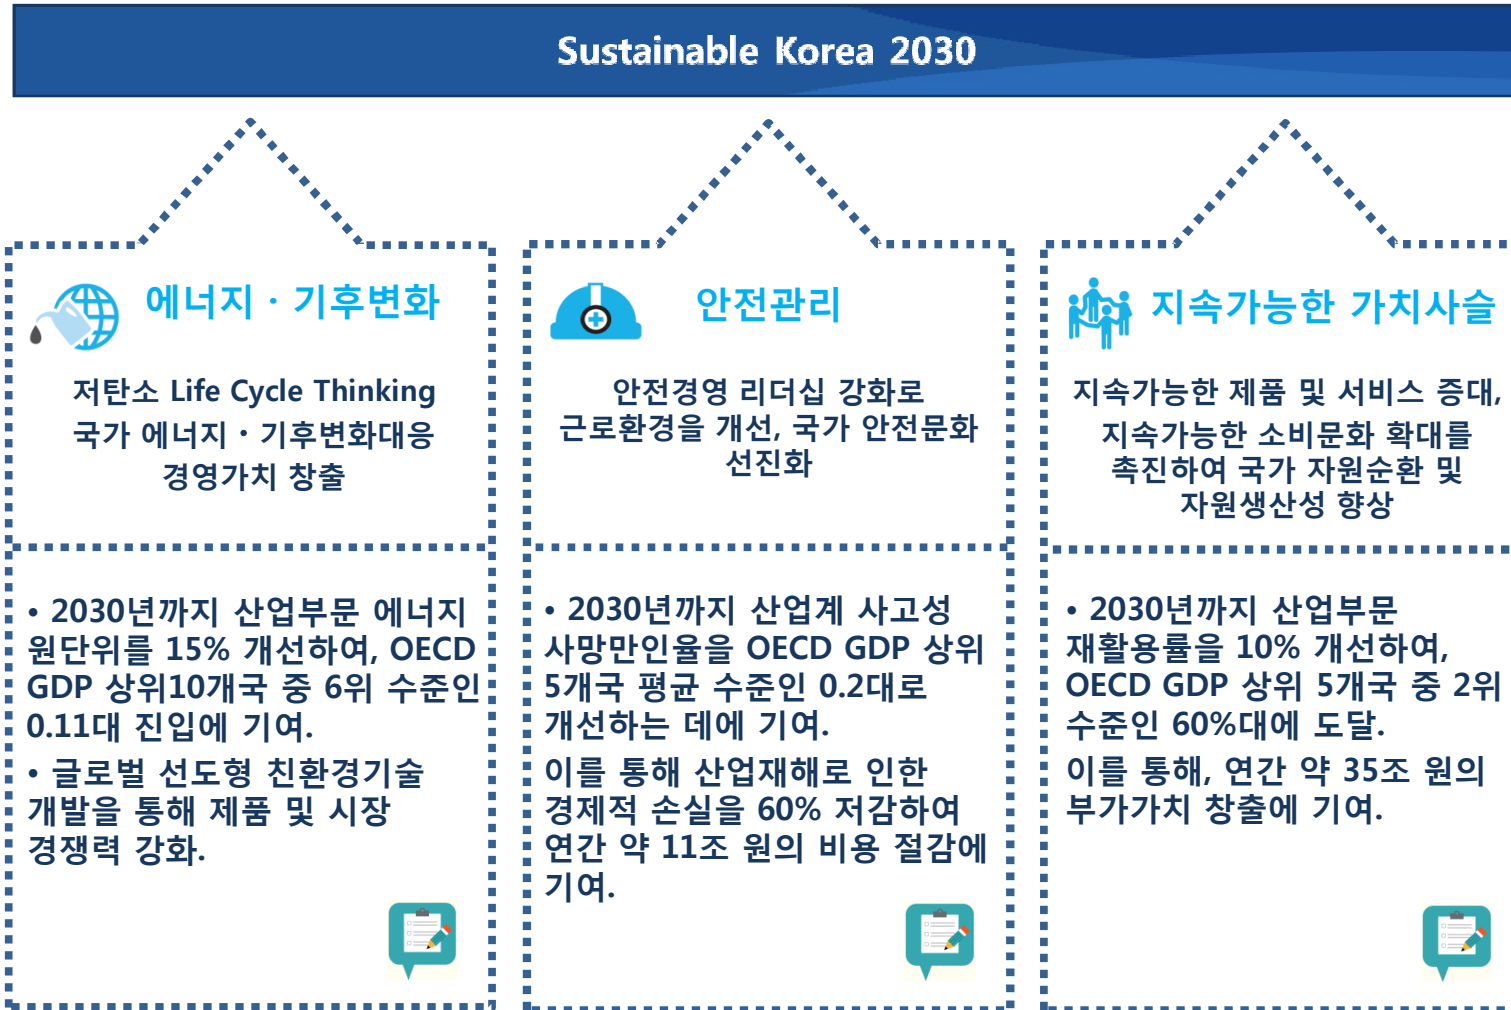 Sustainable Korea 2030
에너지 · 기후변화
저탄소 Life Cycle Thinking
국가 에너지 · 기후변화대응
경영가치 창출
• 2030년까지 산업부문 에너지
원단위를 15% 개선하여, OECD
GDP 상위10개국 중 6위 수준인
0.11대 진입에 기여.
• 글로벌 선도형 친환경기술
개발을 통해 제품 및 시장
경쟁력 강화.
안전관리
안전경영 리더십 강화로
근로환경을 개선, 국가 안전문화
선진화
• 2030년까지 산업계 사고성
사망만인율을 OECD GDP 상위
5개국 평균 수준인 0.2대로
개선하는 데에 기여.
이를 통해 산업재해로 인한
경제적 손실을 60% 저감하여
연간 약 11조 원의 비용 절감에
기여.
지속가능한 가치사슬
지속가능한 제품 및 서비스 증대,
지속가능한 소비문화 확대를
촉진하여 국가 자원순환 및
자원생산성 향상
• 2030년까지 산업부문
재활용률을 10% 개선하여,
OECD GDP 상위 5개국 중 2위
수준인 60%대에 도달.
이를 통해, 연간 약 35조 원의
부가가치 창출에 기여.